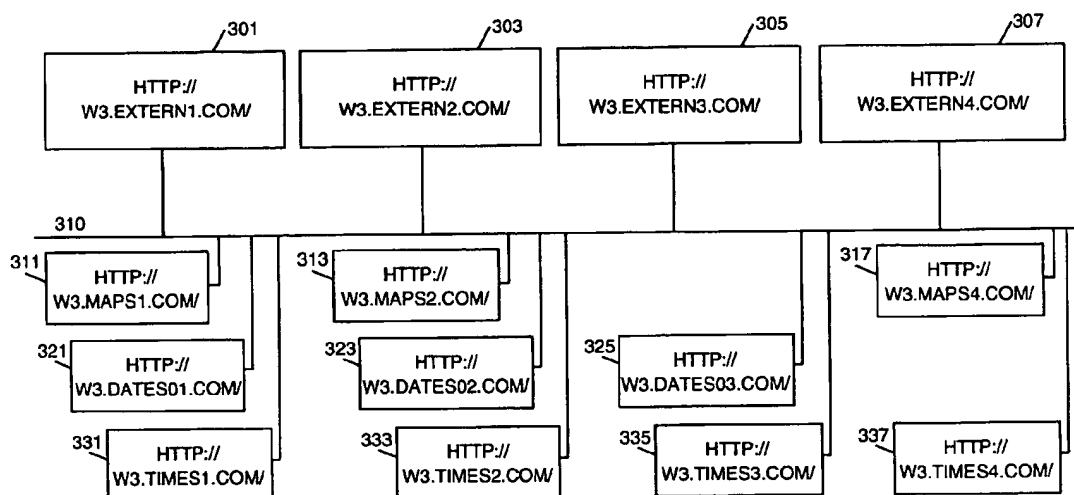 301
303
305
307
HTTP://
W3.EXTERN1.COM/
HTTP://
W3.EXTERN2.COM/
HTTP://
W3.EXTERN3.COM/
HTTP://
W3.EXTERN4.COM/
310
311
HTTP://
W3.MAPS1.COM/
313
HTTP://
W3.MAPS2.COM/
317
HTTP://
W3.MAPS4.COM/
321
HTTP://
W3.DATES01.COM/
323
HTTP://
W3.DATES02.COM/
325
HTTP://
W3.DATES03.COM/
331
HTTP://
W3.TIMES1.COM/
333
HTTP://
W3.TIMES2.COM/
335
HTTP://
W3.TIMES3.COM/
337
HTTP://
W3.TIMES4.COM/